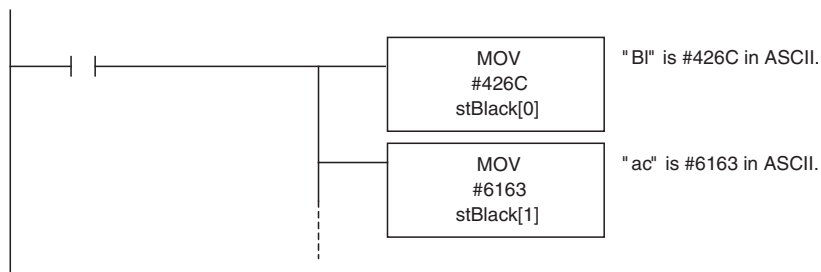 MOV
#426C
stBlack[0]
"Bl" is #426C in ASCII.
MOV
#6163
stBlack[1]
"ac" is #6163 in ASCII.